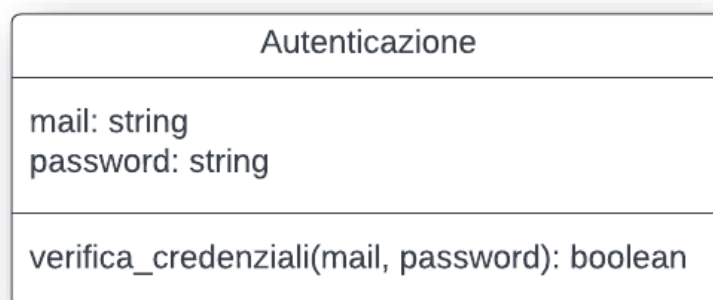 Autenticazione
mail: string
password: string
verifica_credenziali(mail, password): boolean